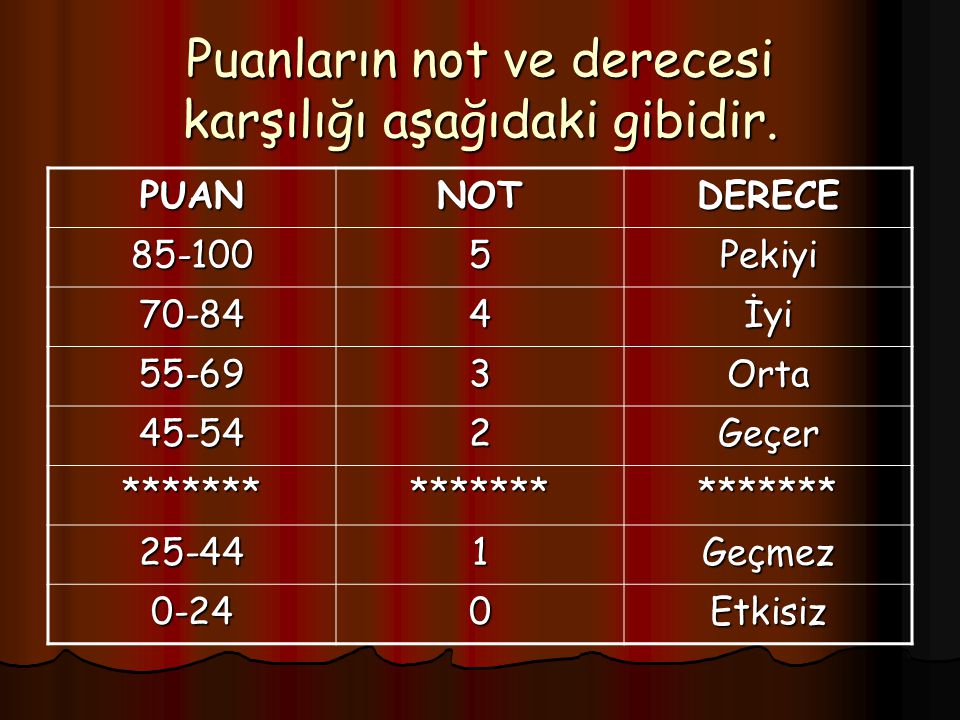 Puanların not ve derecesi
karşılığı aşağıdaki gibidir.
PUAN NOT DERECE
85-100 5 Pekiyi
70-84 4 İyi
55-69 3 Orta
45-54 2 Geçer
******* ******* *******
25-44 1 Geçmez
0-24 0 Etkisiz